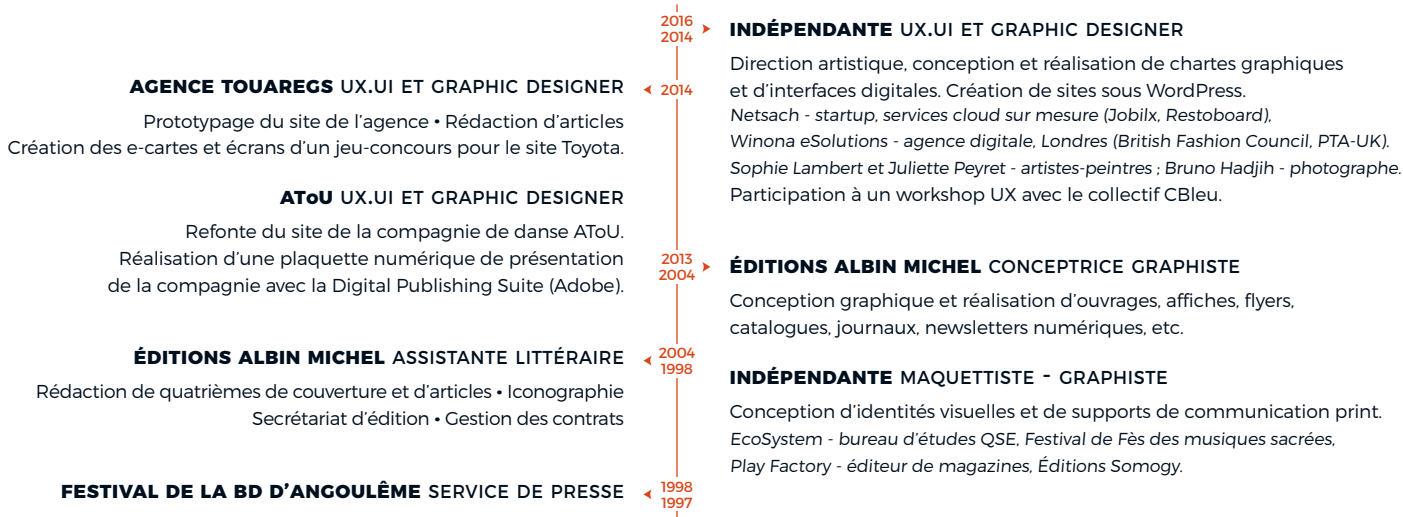 2016
2014
INDÉPENDANTE UX.UI ET GRAPHIC DESIGNER
Direction artistique, conception et réalisation de chartes graphiques
et d’interfaces digitales. Création de sites sous WordPress.
Netsach - startup, services cloud sur mesure (Jobilx, Restoboard),
Winona eSolutions - agence digitale, Londres (British Fashion Council, PTA-UK).
Sophie Lambert et Juliette Peyret - artistes-peintres ; Bruno Hadjih - photographe.
Participation à un workshop UX avec le collectif CBleu.
AGENCE TOUAREGS UX.UI ET GRAPHIC DESIGNER
2014
Prototypage du site de l’agence • Rédaction d’articles
Création des e-cartes et écrans d’un jeu-concours pour le site Toyota.
AToU UX.UI ET GRAPHIC DESIGNER
Refonte du site de la compagnie de danse AToU.
Réalisation d’une plaquette numérique de présentation
de la compagnie avec la Digital Publishing Suite (Adobe).
2013
2004
ÉDITIONS ALBIN MICHEL CONCEPTRICE GRAPHISTE
Conception graphique et réalisation d’ouvrages, affiches, flyers,
catalogues, journaux, newsletters numériques, etc.
INDÉPENDANTE MAQUETTISTE - GRAPHISTE
Conception d’identités visuelles et de supports de communication print.
EcoSystem - bureau d’études QSE, Festival de Fès des musiques sacrées,
Play Factory - éditeur de magazines, Éditions Somogy.
ÉDITIONS ALBIN MICHEL ASSISTANTE LITTÉRAIRE
2004
1998
Rédaction de quatrièmes de couverture et d’articles • Iconographie
Secrétariat d’édition • Gestion des contrats
FESTIVAL DE LA BD D’ANGOULÊME SERVICE DE PRESSE
1998
1997